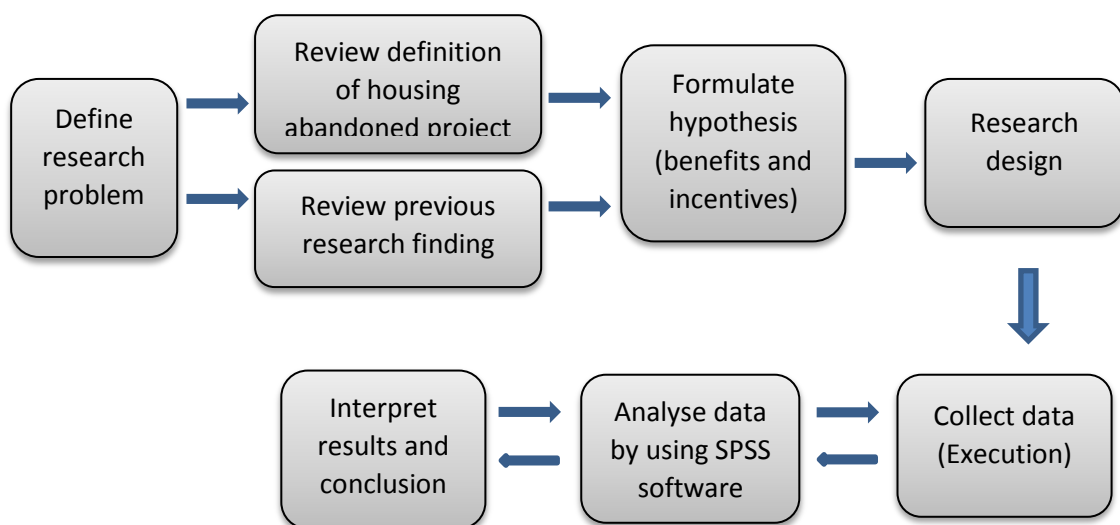 Define
research
problem
Review definition
of housing
abandoned project
Review previous
research finding
Formulate
hypothesis
(benefits and
incentives)
Research
design
Collect data
(Execution)
Analyse data
by using SPSS
software
Interpret
results and
conclusion